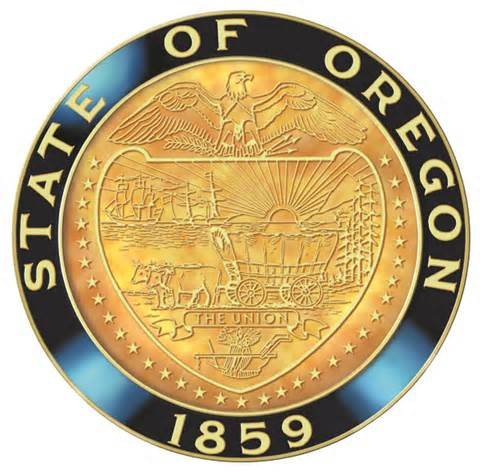 STATE OF OREGON
THE UNION
1859